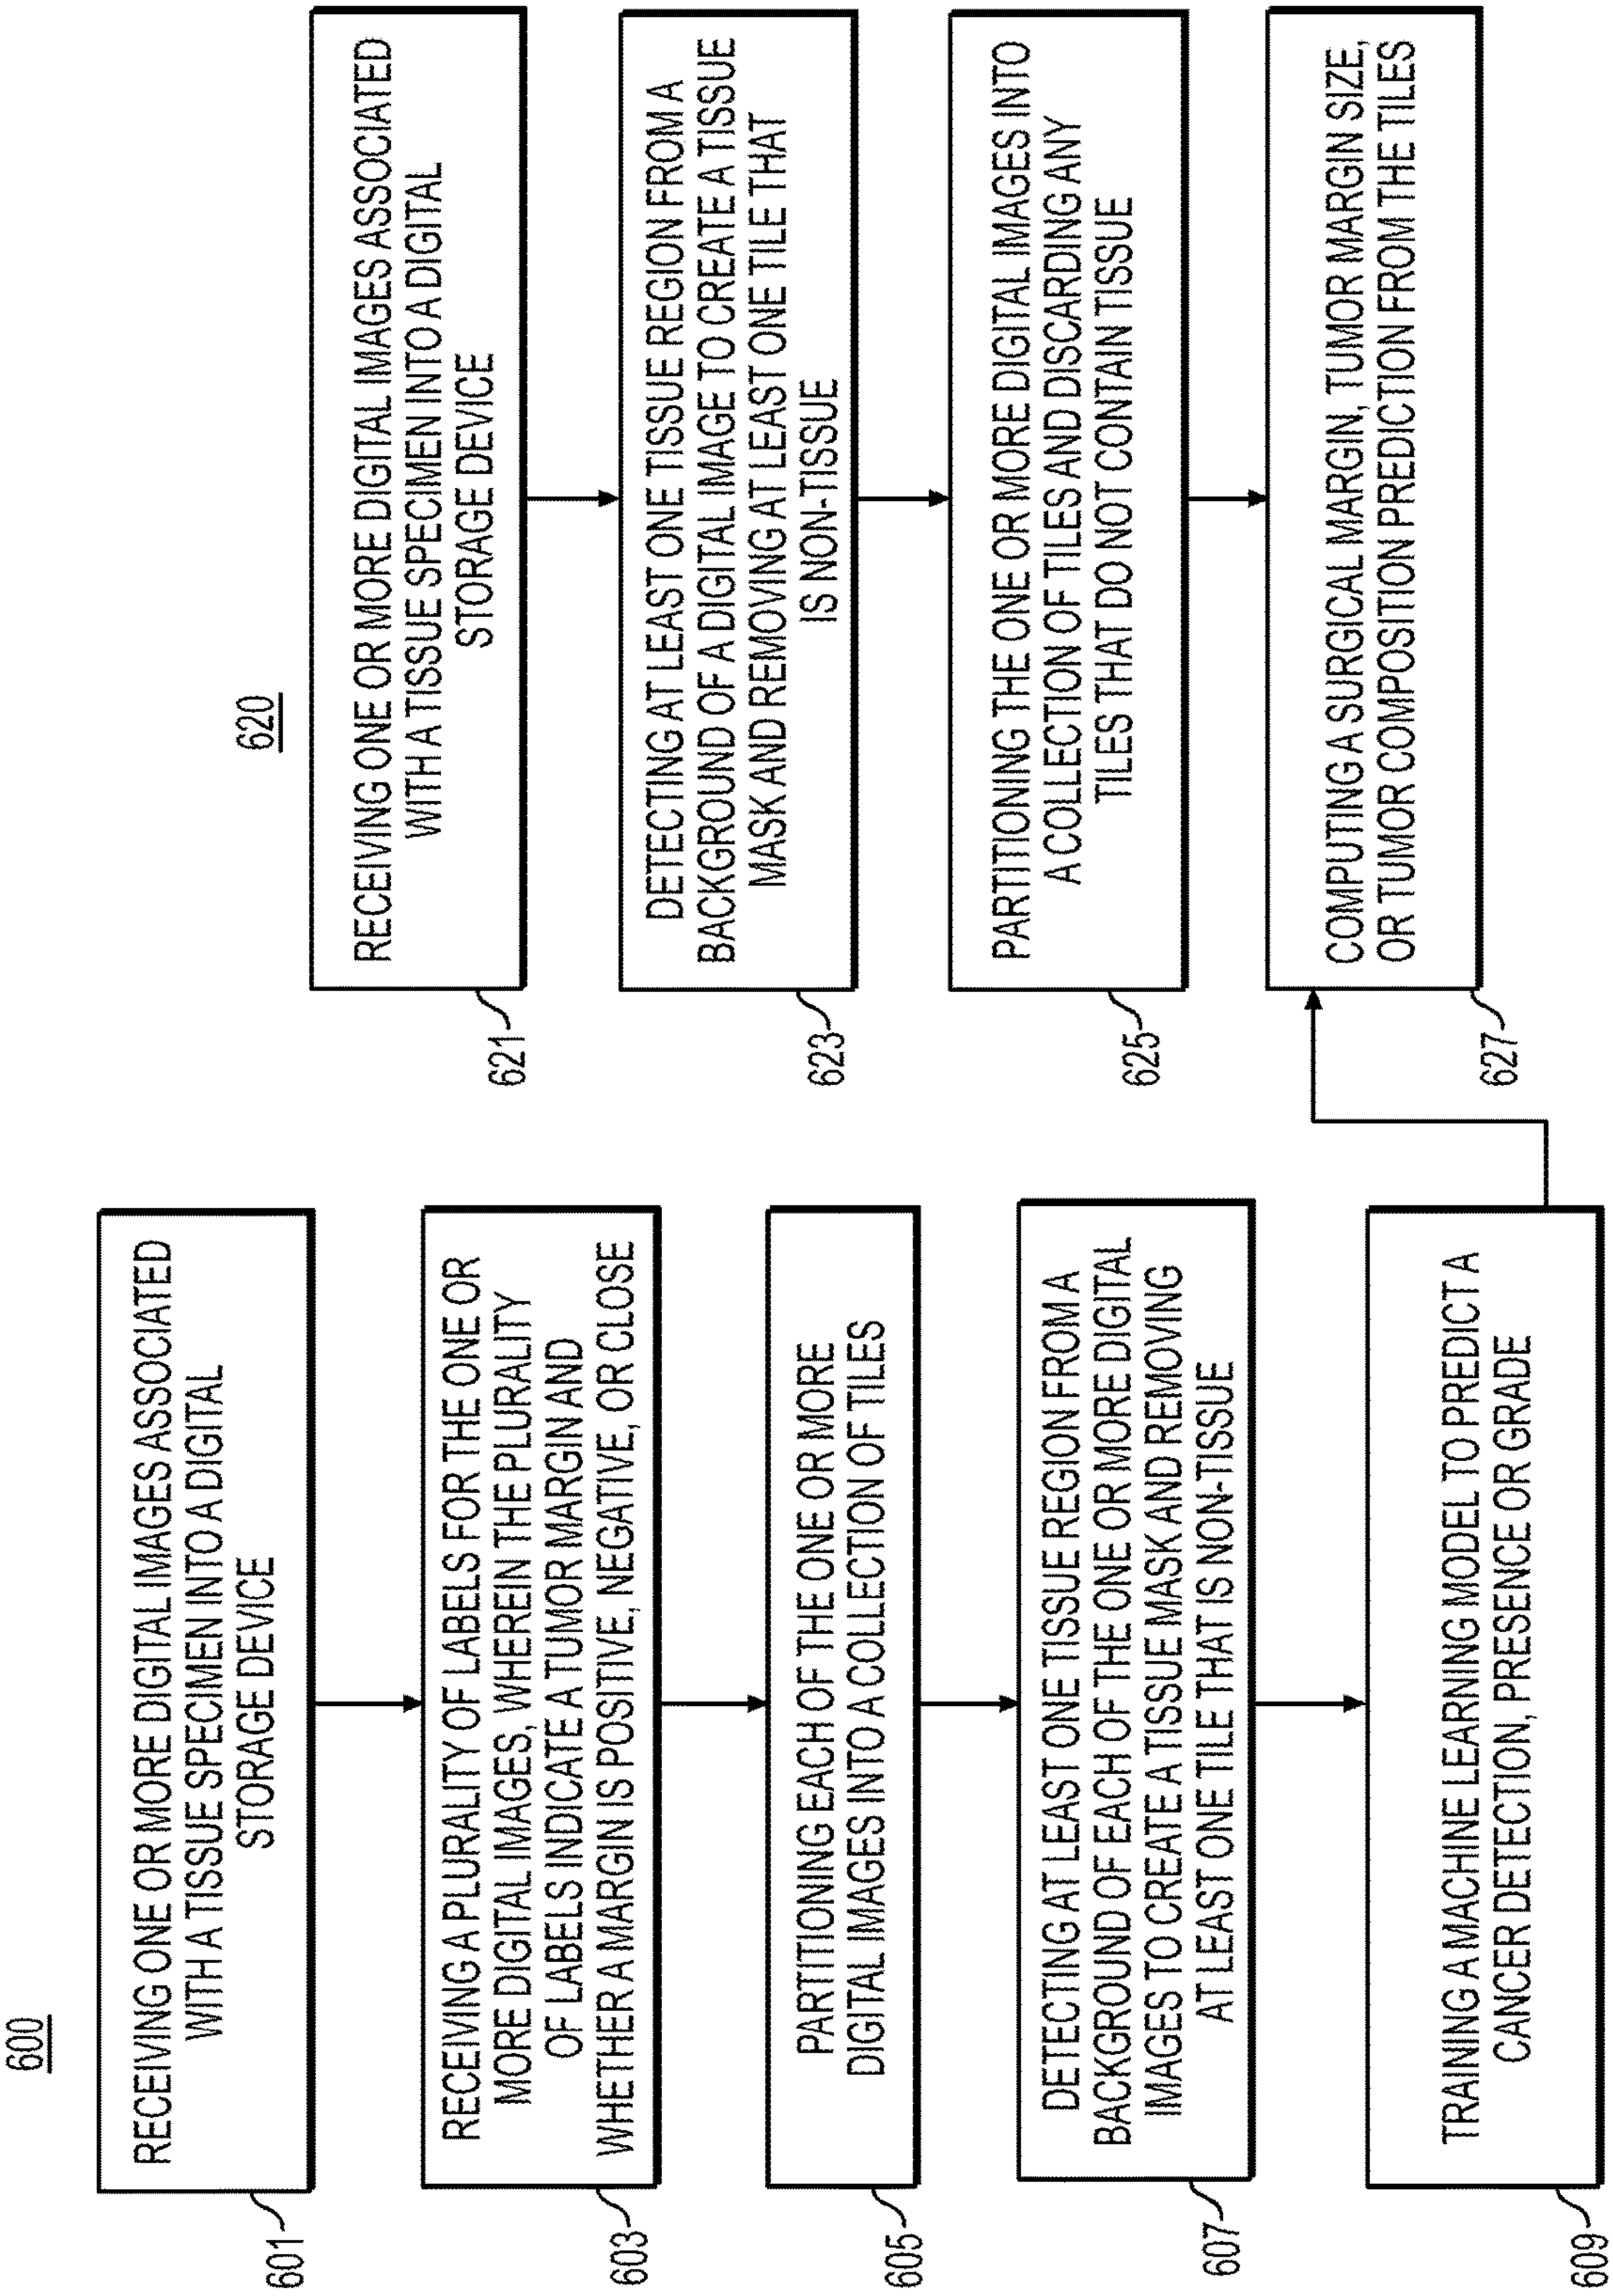 600
RECEIVING ONE OR MORE DIGITAL IMAGES ASSOCIATED
WITH A TISSUE SPECIMEN INTO A DIGITAL
STORAGE DEVICE
601
RECEIVING A PLURALITY OF LABELS FOR THE ONE OR
MORE DIGITAL IMAGES, WHEREIN THE PLURALITY
OF LABELS INDICATE A TUMOR MARGIN AND
WHETHER A MARGIN IS POSITIVE, NEGATIVE, OR CLOSE
603
PARTITIONING EACH OF THE ONE OR MORE
DIGITAL IMAGES INTO A COLLECTION OF TILES
605
DETECTING AT LEAST ONE TISSUE REGION FROM A
BACKGROUND OF EACH OF THE ONE OR MORE DIGITAL
IMAGES TO CREATE A TISSUE MASK AND REMOVING
AT LEAST ONE TILE THAT IS NON-TISSUE
607
TRAINING A MACHINE LEARNING MODEL TO PREDICT A
CANCER DETECTION, PRESENCE OR GRADE
609
620
RECEIVING ONE OR MORE DIGITAL IMAGES ASSOCIATED
WITH A TISSUE SPECIMEN INTO A DIGITAL
STORAGE DEVICE
621
DETECTING AT LEAST ONE TISSUE REGION FROM A
BACKGROUND OF A DIGITAL IMAGE TO CREATE A TISSUE
MASK AND REMOVING AT LEAST ONE TILE THAT
IS NON-TISSUE
623
PARTITIONING THE ONE OR MORE DIGITAL IMAGES INTO
A COLLECTION OF TILES AND DISCARDING ANY
TILES THAT DO NOT CONTAIN TISSUE
625
COMPUTING A SURGICAL MARGIN, TUMOR MARGIN SIZE,
OR TUMOR COMPOSITION PREDICTION FROM THE TILES
627